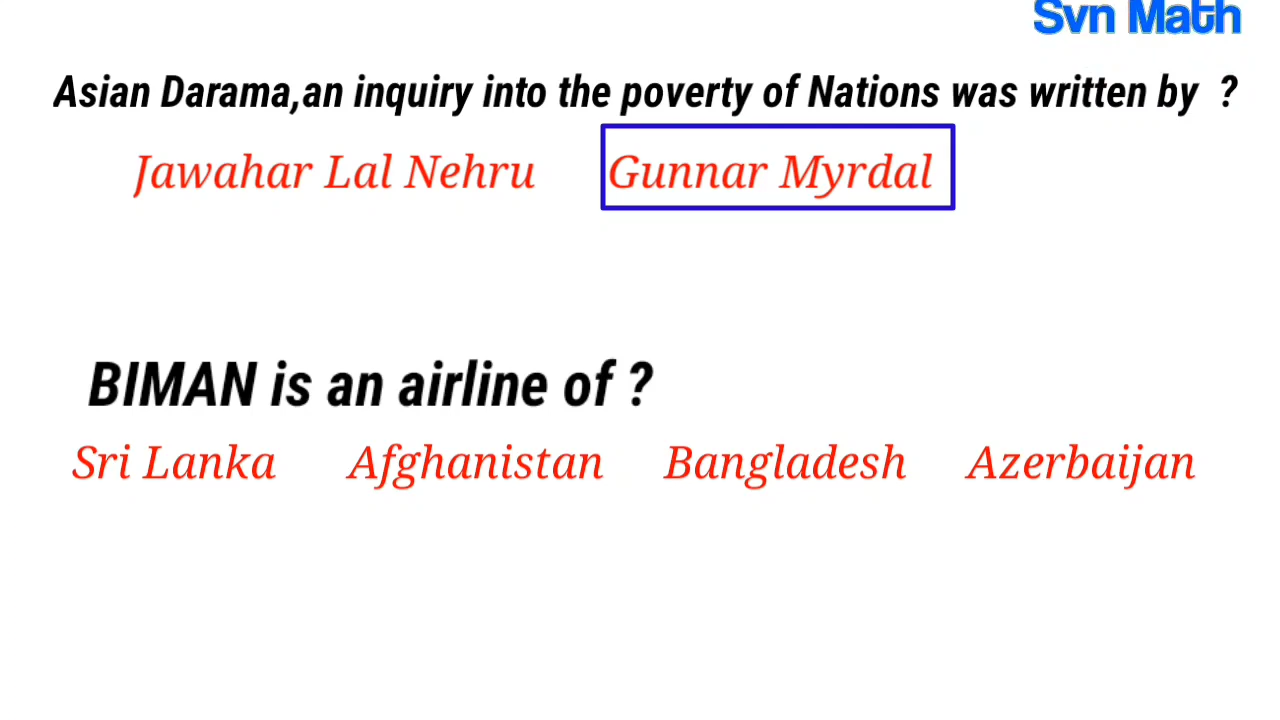 Svn Math
Asian Darama,an inquiry into the poverty of Nations was written by ?
Jawahar Lal Nehru Gunnar Myrdal
BIMAN is an airline of ?
Sri Lanka Afghanistan Bangladesh Azerbaijan